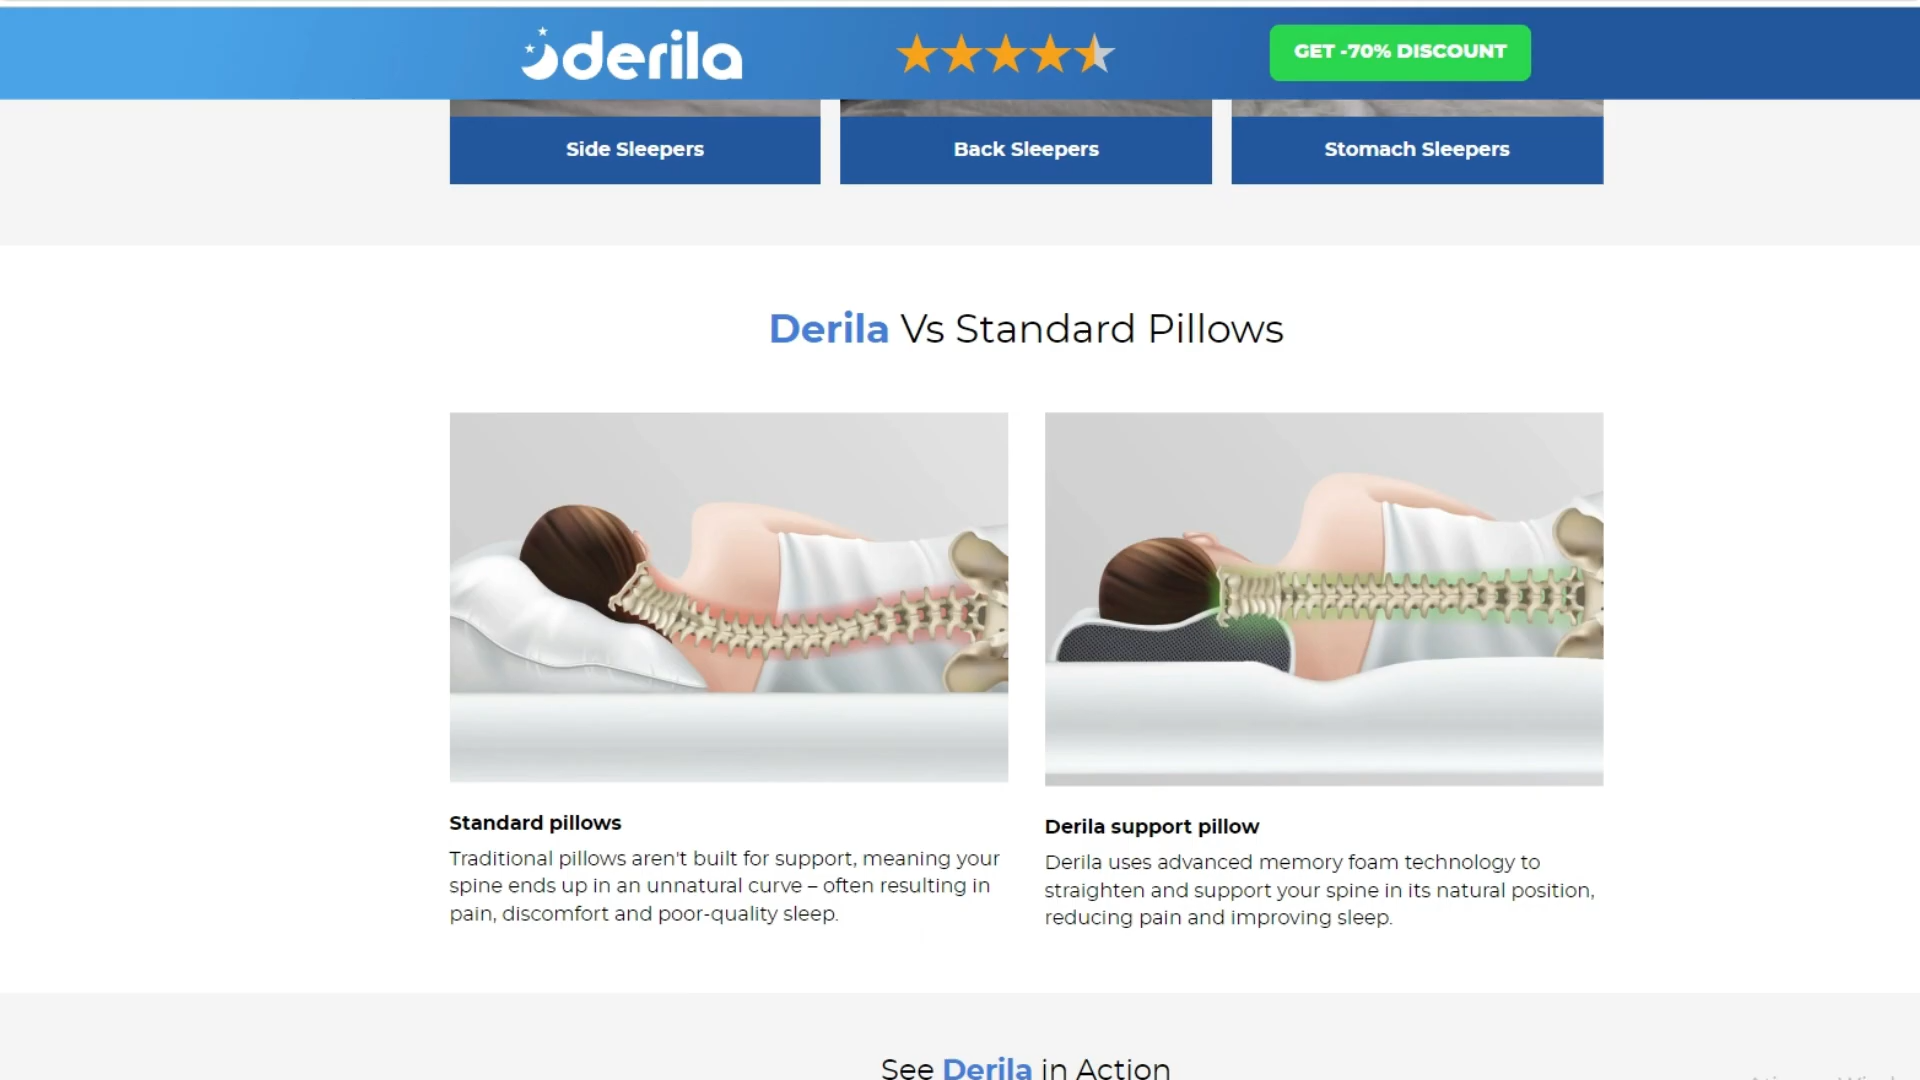 derila
GET -70% DISCOUNT
Side Sleepers
Back Sleepers
Stomach Sleepers
Derila Vs Standard Pillows
Standard pillows
Traditional pillows aren't built for support, meaning your
spine ends up in an unnatural curve – often resulting in
pain, discomfort and poor-quality sleep.
Derila support pillow
Derila uses advanced memory foam technology to
straighten and support your spine in its natural position,
reducing pain and improving sleep.
See Derila in Action